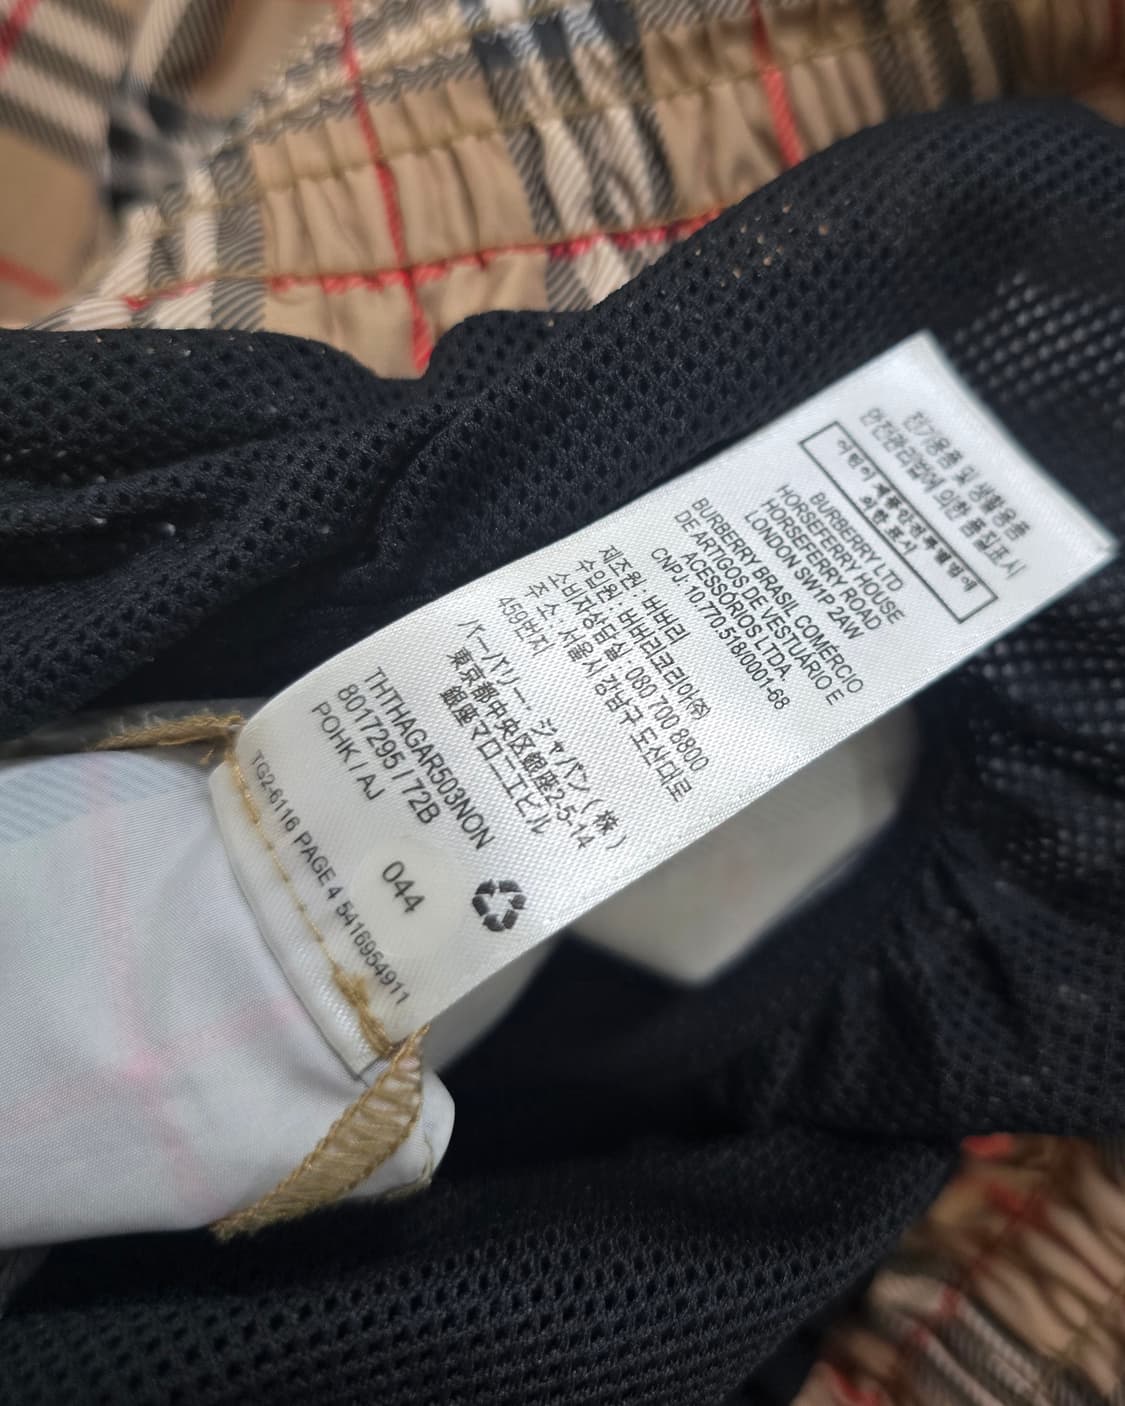 전기용품 및 생활용품
안전관리법에 의한 품질표시
어린이제품안전특별법에
의한표시
BURBERRY LTD
HORSEFERRY HOUSE
HORSEFERRY ROAD
LONDON SW1P 2AW
BURBERRY BRASIL COMÉRCIO
DE ARTIGOS DE VESTUÁRIO E
ACESSÓRIOS LTDA.
CNPJ: 10.770.518/0001-68
제조원: 버버리
수입원: 버버리코리아㈜
소비자상담실: 080 700 8800
주 소: 서울시 강남구 도산대로
459번지
バーバリー・ジャパン(株)
東京都中央区銀座2-5-14
銀座マロニエビル
THTHAGAR503NON
8017295 / 72B
POHK / AJ
044
TG2-6116 PAGE 4 5416954911